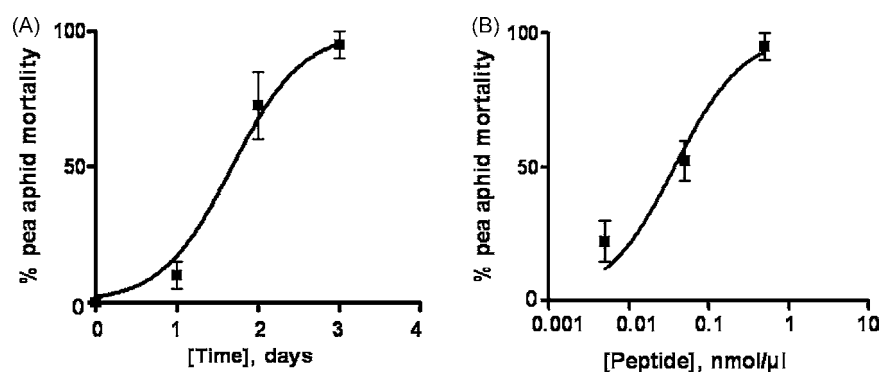 (A)
% pea aphid mortality
100
50
0
0 1 2 3 4
[Time], days
(B)
% pea aphid mortality
100
50
0
0.001 0.01 0.1 1 10
[Peptide], nmol/µl